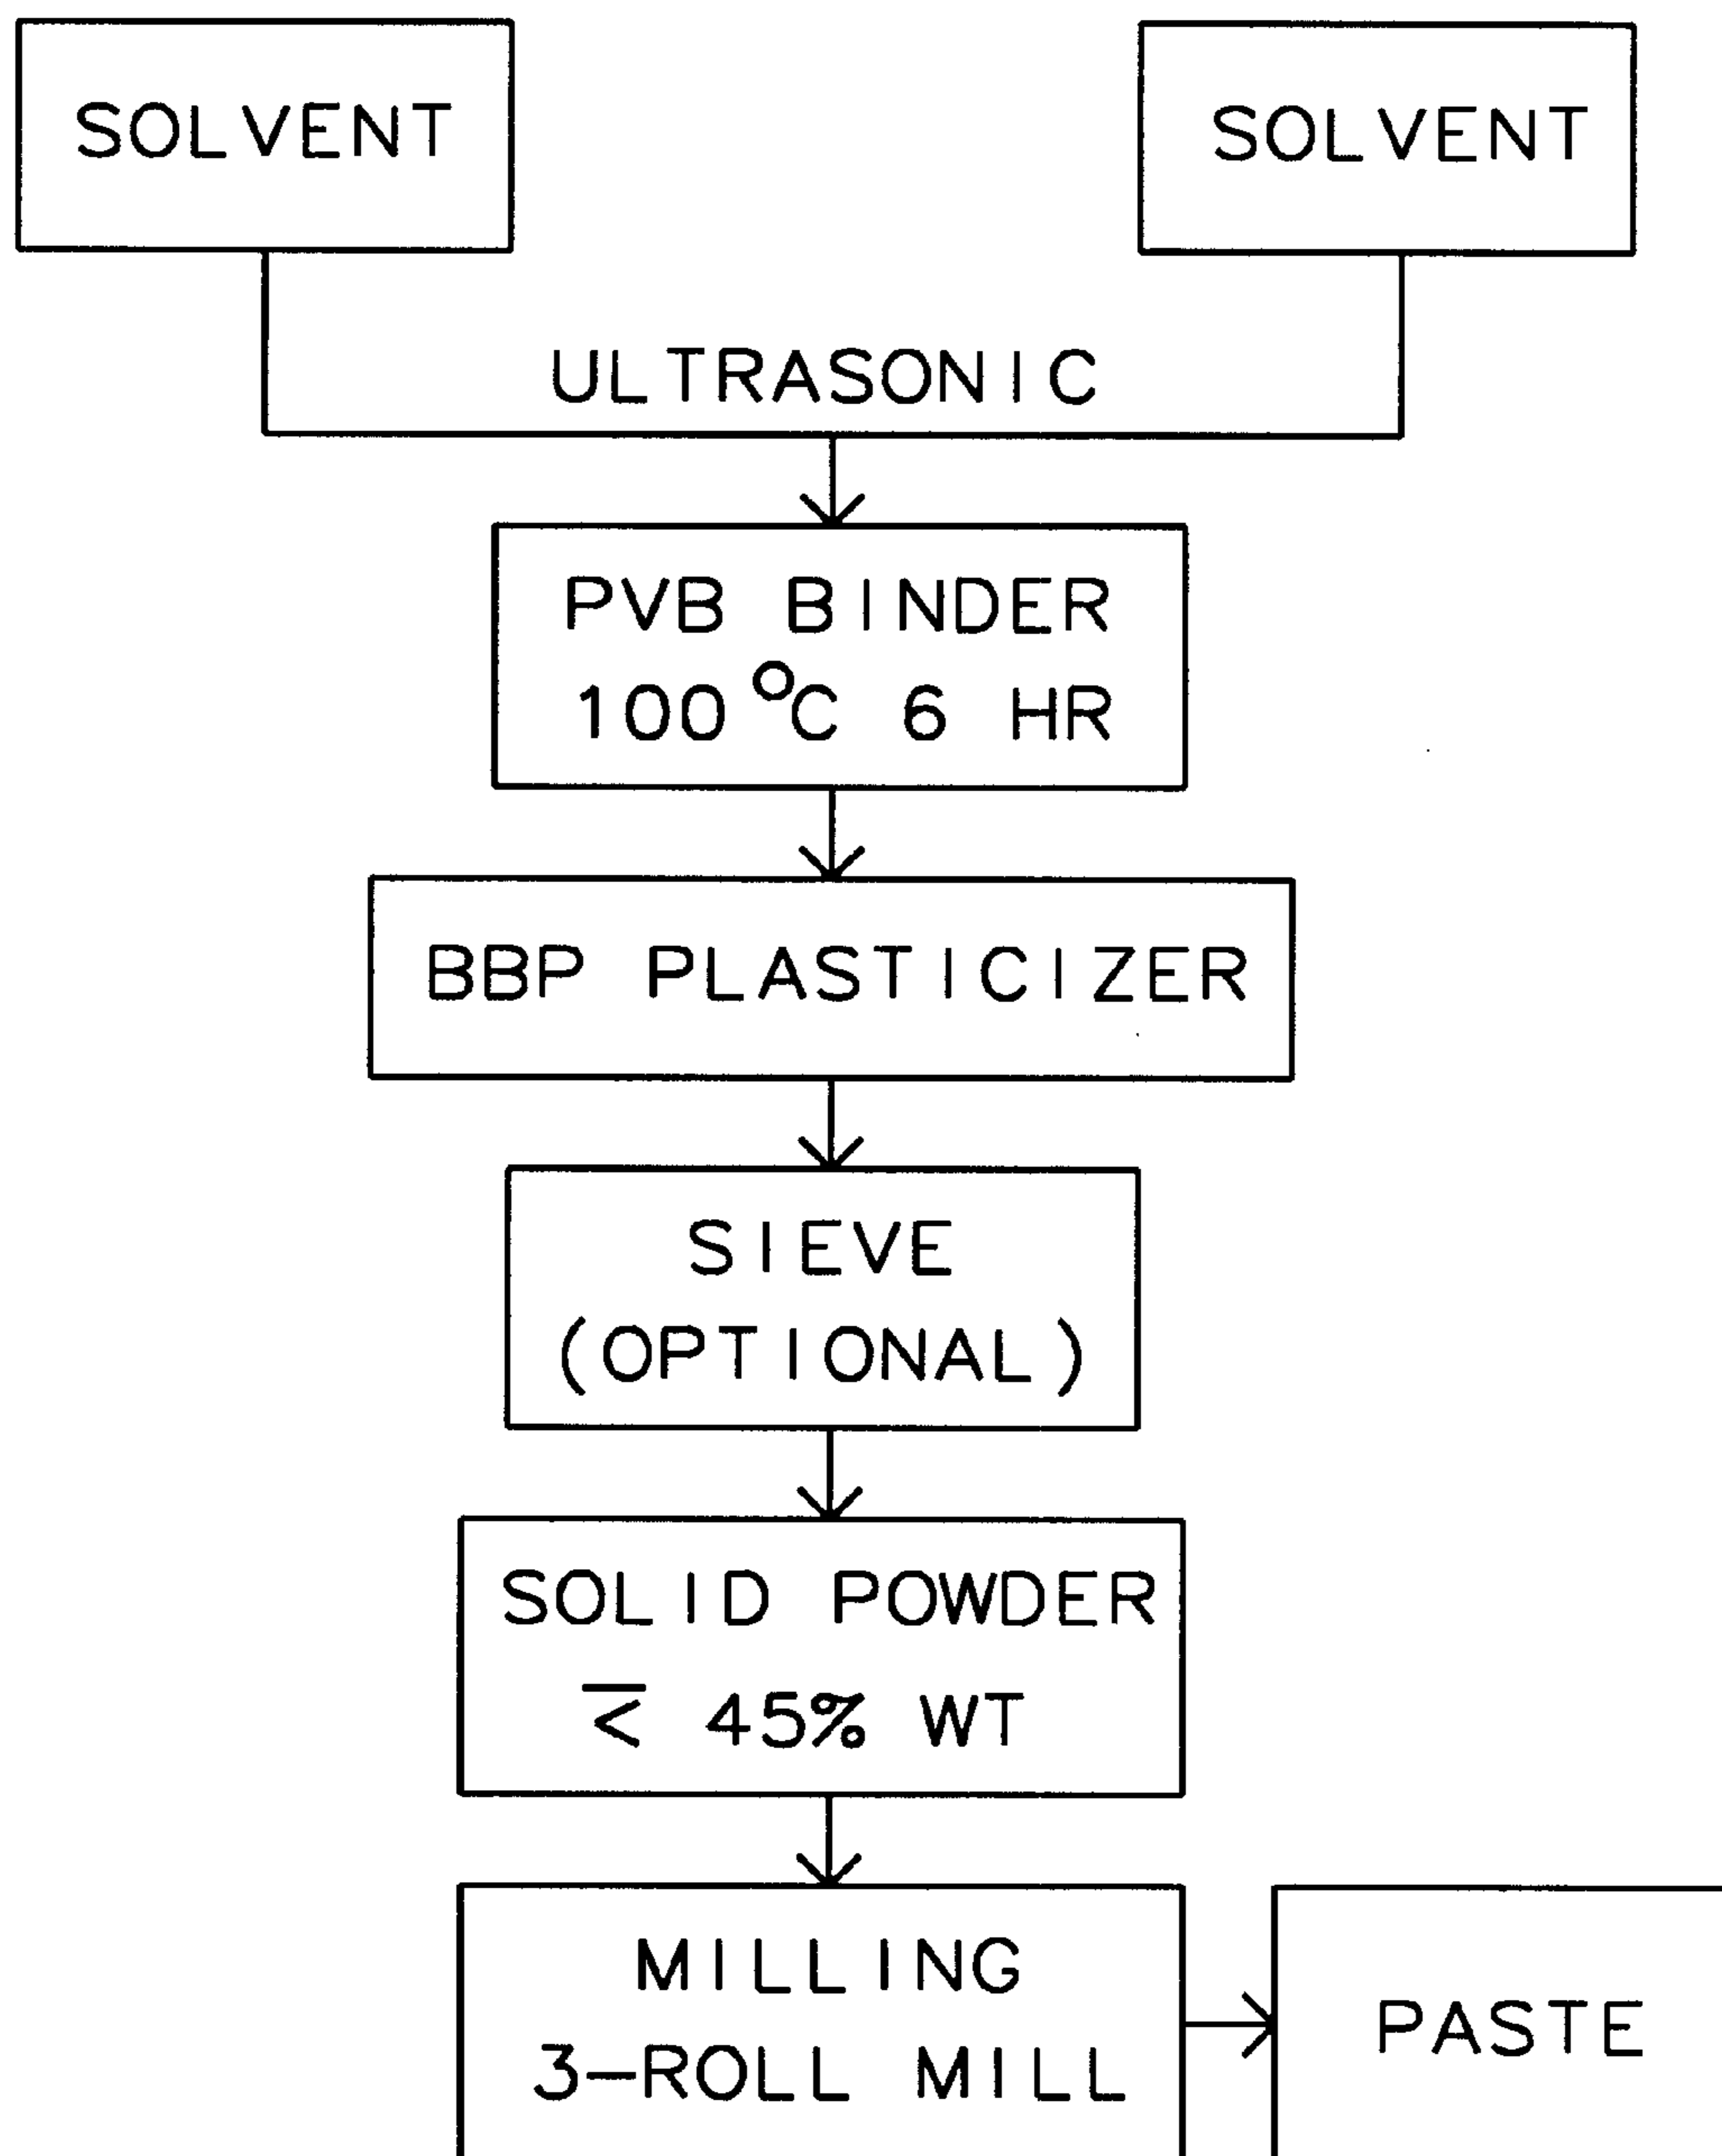 SOLVENT
SOLVENT
ULTRASONIC
PVB BINDER
100°C 6 HR
BBP PLASTICIZER
SIEVE
(OPTIONAL)
SOLID POWDER
≤ 45% WT
MILLING
3-ROLL MILL
PASTE